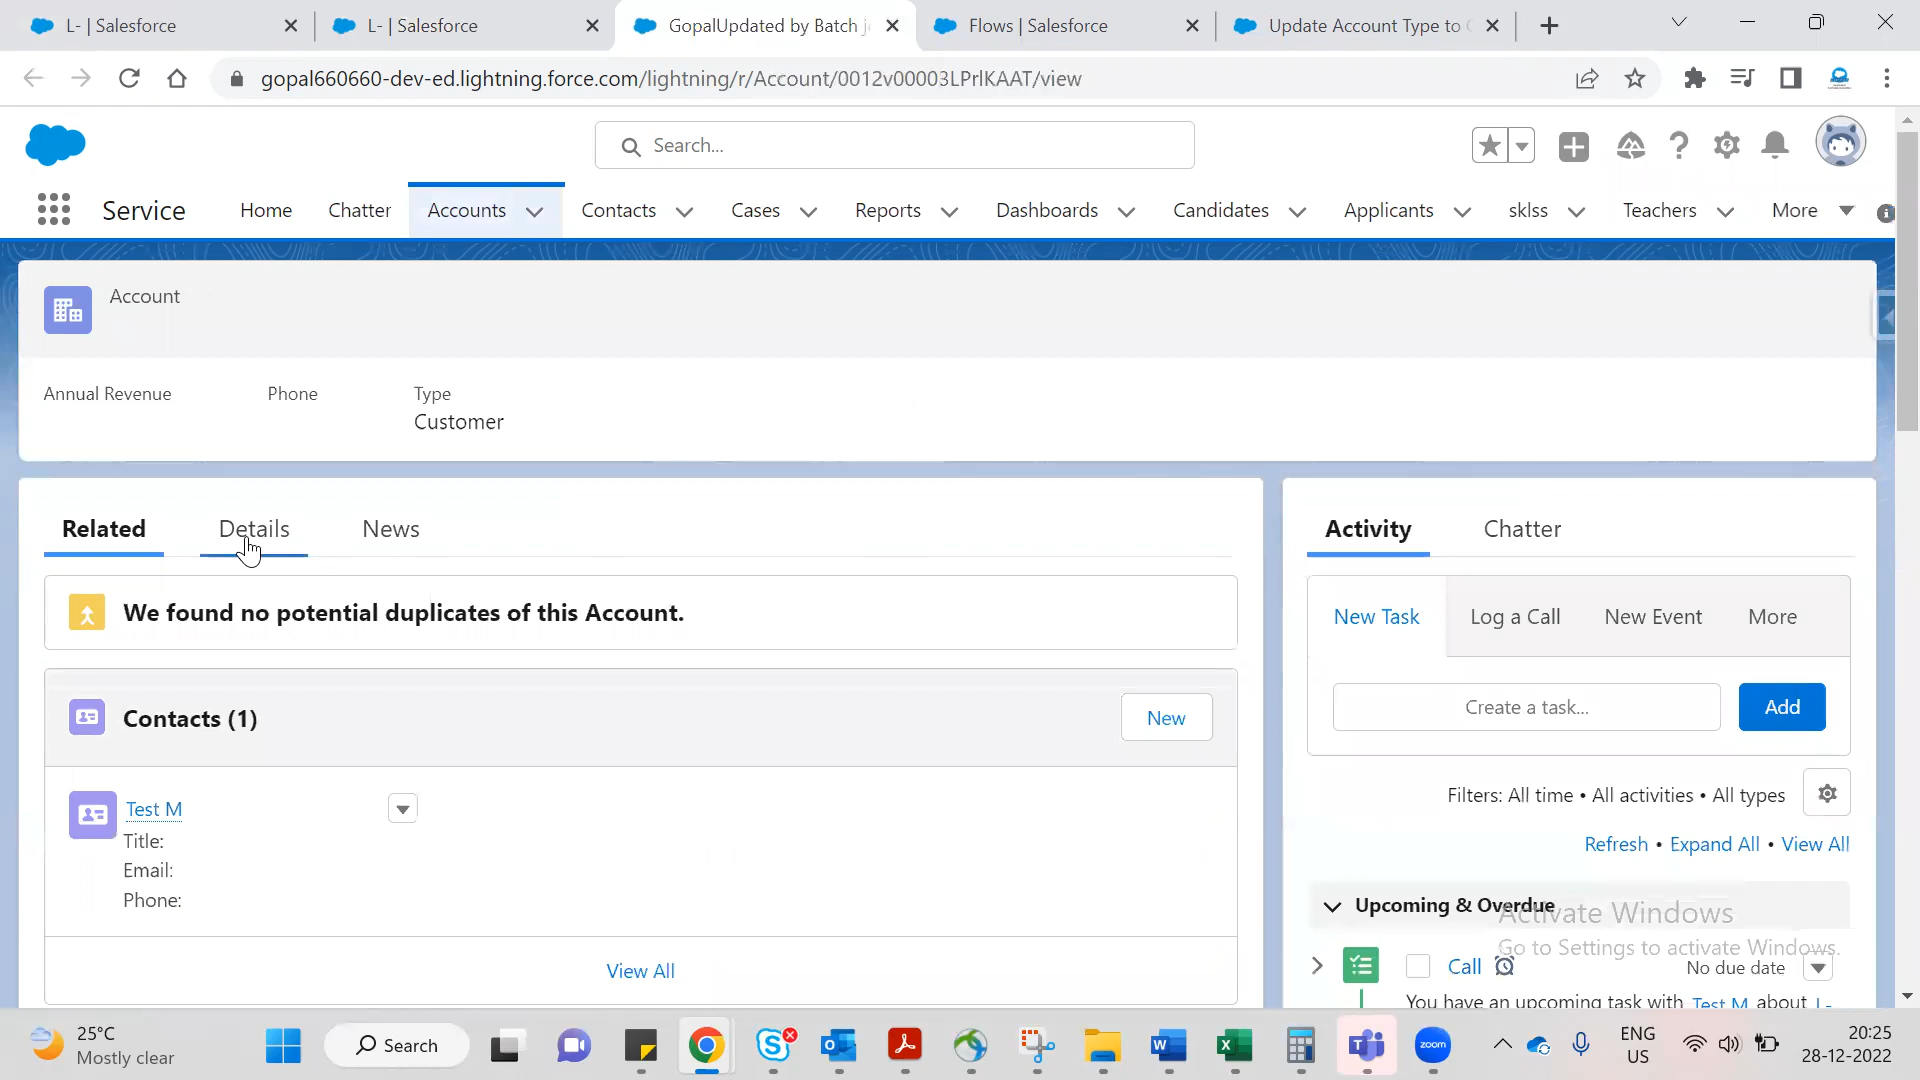 L- | Salesforce
L- | Salesforce
GopalUpdated by Batch j
Flows | Salesforce
Update Account Type to
gopal660660-dev-ed.lightning.force.com/lightning/r/Account/0012v00003LPrlKAAT/view
Search...
Service
Home
Chatter
Accounts
Contacts
Cases
Reports
Dashboards
Candidates
Applicants
sklss
Teachers
More
Account
Annual Revenue
Phone
Type
Customer
Related
Details
News
We found no potential duplicates of this Account.
Contacts (1)
New
Test M
Title:
Email:
Phone:
View All
Activity
Chatter
New Task
Log a Call
New Event
More
Create a task...
Add
Filters: All time • All activities • All types
Refresh • Expand All • View All
Upcoming & Overdue
Call
No due date
You have an upcoming task with Test M about L-
Activate Windows
Go to Settings to activate Windows.
25°C
Mostly clear
Search
zoom
ENG
US
20:25
28-12-2022